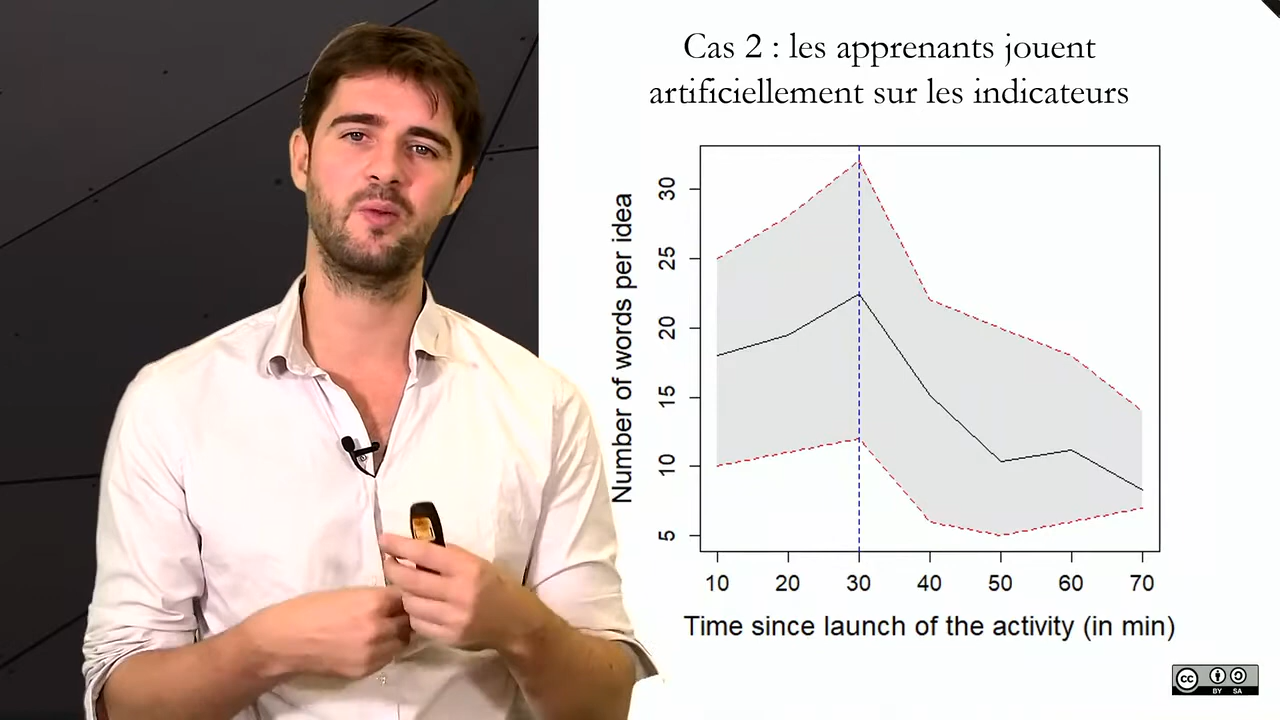 Cas 2 : les apprenants jouent
artificiellement sur les indicateurs
Number of words per idea
30
25
20
15
10
5
10 20 30 40 50 60 70
Time since launch of the activity (in min)
CC
BY SA